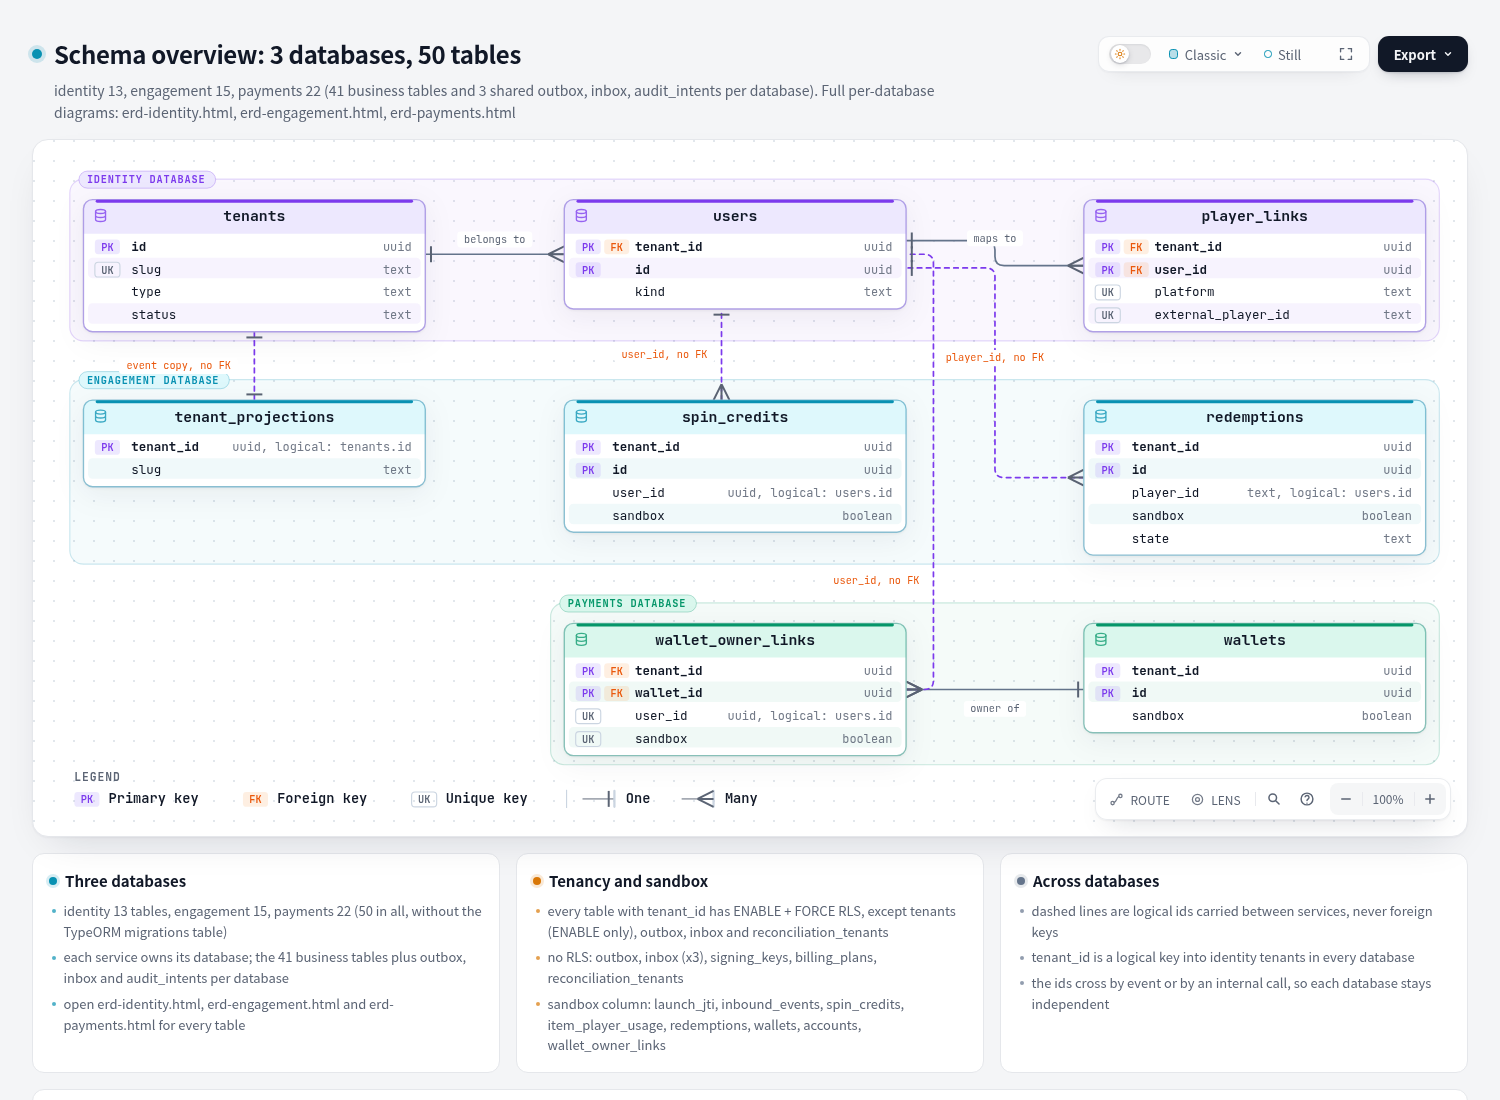 Schema overview: 3 databases, 50 tables
Classic
Still
Export
identity 13, engagement 15, payments 22 (41 business tables and 3 shared outbox, inbox, audit_intents per database). Full per-database
diagrams: erd-identity.html, erd-engagement.html, erd-payments.html
IDENTITY DATABASE
tenants
PK id uuid
UK slug text
type text
status text
belongs to
users
PK FK tenant_id uuid
PK id uuid
kind text
maps to
player_links
PK FK tenant_id uuid
PK FK user_id uuid
UK platform text
UK external_player_id text
event copy, no FK
user_id, no FK
player_id, no FK
ENGAGEMENT DATABASE
tenant_projections
PK tenant_id uuid, logical: tenants.id
slug text
spin_credits
PK tenant_id uuid
PK id uuid
user_id uuid, logical: users.id
sandbox boolean
redemptions
PK tenant_id uuid
PK id uuid
player_id text, logical: users.id
sandbox boolean
state text
user_id, no FK
PAYMENTS DATABASE
wallet_owner_links
PK FK tenant_id uuid
PK FK wallet_id uuid
UK user_id uuid, logical: users.id
UK sandbox boolean
owner of
wallets
PK tenant_id uuid
PK id uuid
sandbox boolean
LEGEND
PK Primary key
FK Foreign key
UK Unique key
One
Many
ROUTE
LENS
100%
Three databases
identity 13 tables, engagement 15, payments 22 (50 in all, without the
TypeORM migrations table)
each service owns its database; the 41 business tables plus outbox,
inbox and audit_intents per database
open erd-identity.html, erd-engagement.html and erd-
payments.html for every table
Tenancy and sandbox
every table with tenant_id has ENABLE + FORCE RLS, except tenants
(ENABLE only), outbox, inbox and reconciliation_tenants
no RLS: outbox, inbox (x3), signing_keys, billing_plans,
reconciliation_tenants
sandbox column: launch_jti, inbound_events, spin_credits,
item_player_usage, redemptions, wallets, accounts,
wallet_owner_links
Across databases
dashed lines are logical ids carried between services, never foreign
keys
tenant_id is a logical key into identity tenants in every database
the ids cross by event or by an internal call, so each database stays
independent